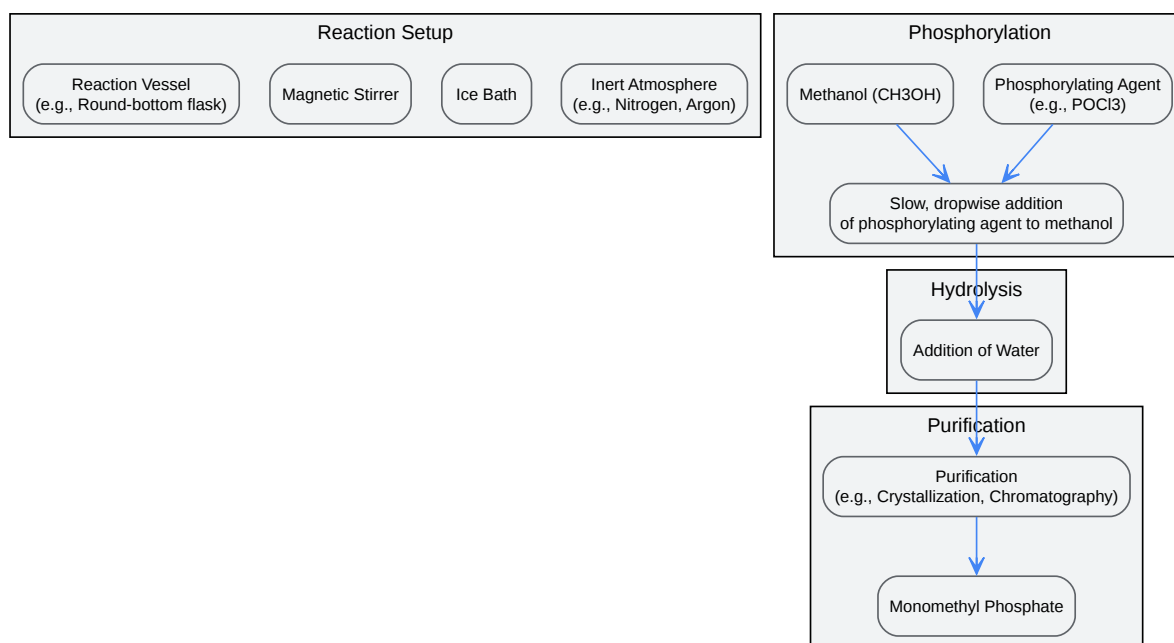 Reaction Setup
Reaction Vessel
(e.g., Round-bottom flask)
Magnetic Stirrer
Ice Bath
Inert Atmosphere
(e.g., Nitrogen, Argon)
Phosphorylation
Methanol (CH3OH)
Phosphorylating Agent
(e.g., POCl3)
Slow, dropwise addition
of phosphorylating agent to methanol
Hydrolysis
Addition of Water
Purification
Purification
(e.g., Crystallization, Chromatography)
Monomethyl Phosphate